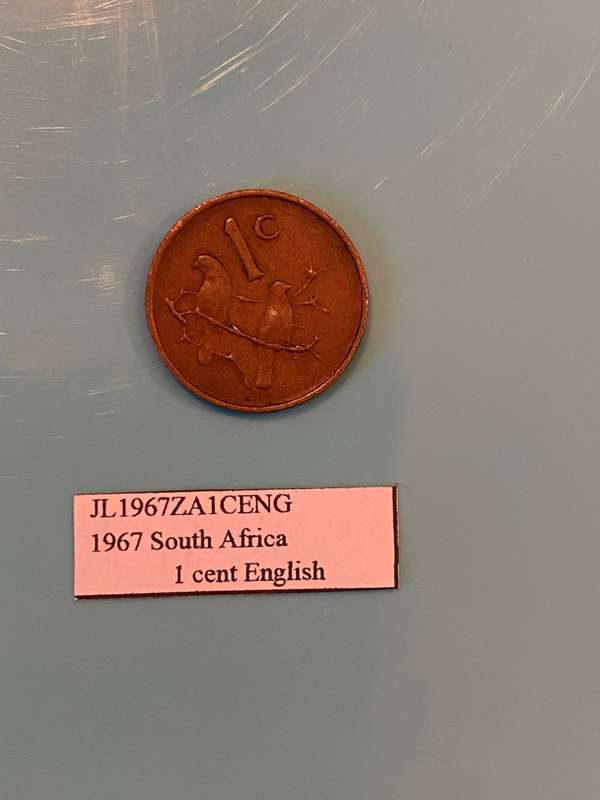 1c
JL1967ZA1CENG
1967 South Africa
1 cent English